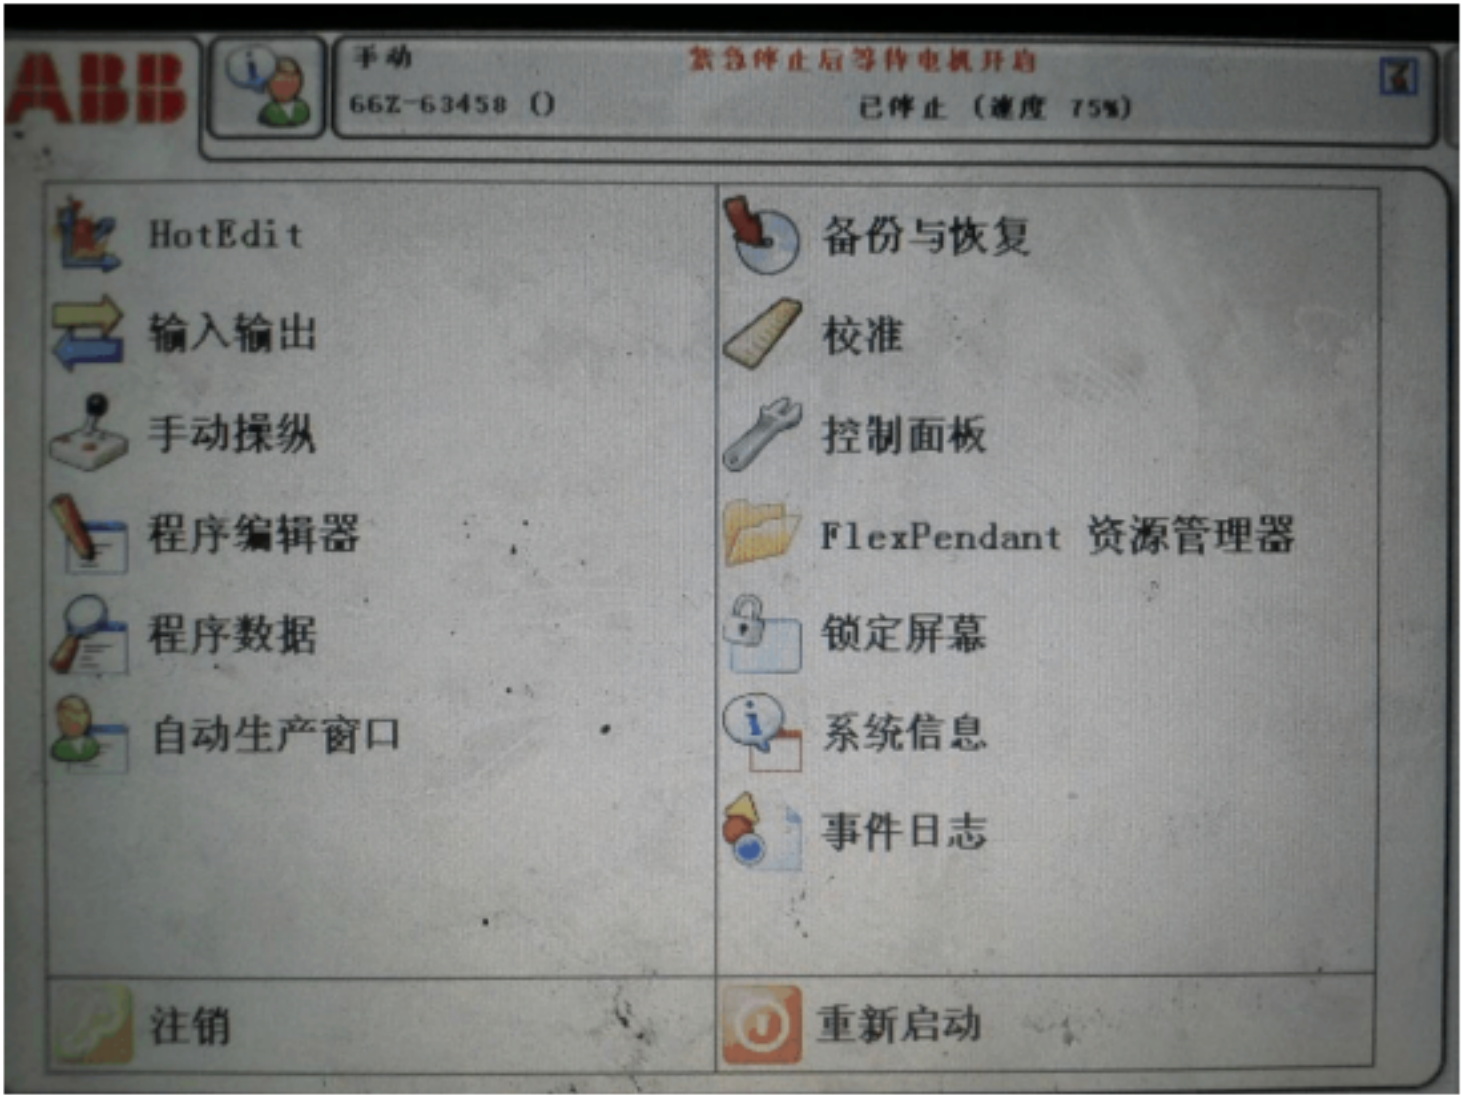 ABB
手动
紧急停止后等待电机开启
66Z-63458 ()
已停止 (速度 75%)
HotEdit
输入输出
手动操纵
程序编辑器
程序数据
自动生产窗口
备份与恢复
校准
控制面板
FlexPendant 资源管理器
锁定屏幕
系统信息
事件日志
注销
重新启动